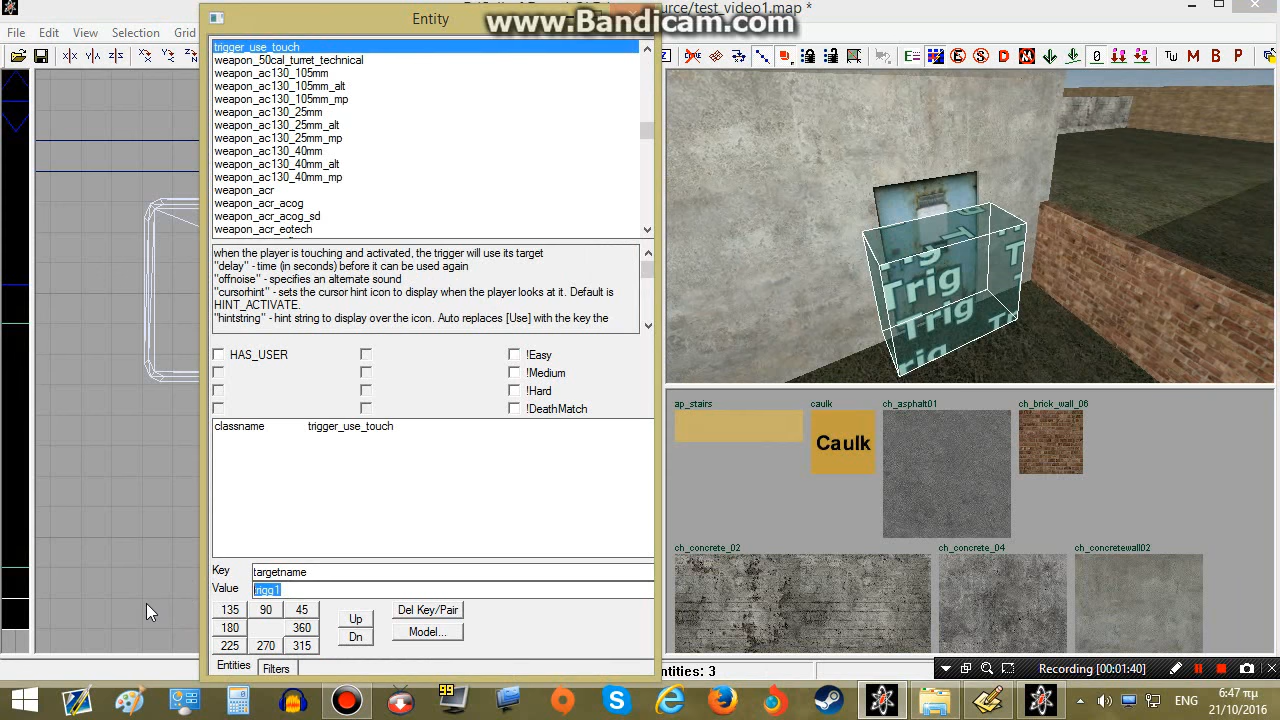 www.Bandicam.com
Entity
urce/test_video1.map *
File Edit View Selection Grid
trigger_use_touch
weapon_50cal_turret_technical
weapon_ac130_105mm
weapon_ac130_105mm_alt
weapon_ac130_105mm_mp
weapon_ac130_25mm
weapon_ac130_25mm_alt
weapon_ac130_25mm_mp
weapon_ac130_40mm
weapon_ac130_40mm_alt
weapon_ac130_40mm_mp
weapon_acr
weapon_acr_acog
weapon_acr_acog_sd
weapon_acr_eotech
when the player is touching and activated, the trigger will use its target
"delay" - time (in seconds) before it can be used again
"offnoise" - specifies an alternate sound
"cursorhint" - sets the cursor hint icon to display when the player looks at it. Default is
HINT_ACTIVATE.
"hintstring" - hint string to display over the icon. Auto replaces [Use] with the key the
HAS_USER
!Easy
!Medium
!Hard
!DeathMatch
classname trigger_use_touch
Key targetname
Value trigg1
135 90 45
180 360
225 270 315
Up
Dn
Del Key/Pair
Model...
Entities Filters
Trig
Trig
rig
ap_stairs caulk ch_asphalt01 ch_brick_wall_06
Caulk
ch_concrete_02 ch_concrete_04 ch_concretewall02
ntities: 3
Recording [00:01:40]
99
ΕΝG
6:47 πμ
21/10/2016